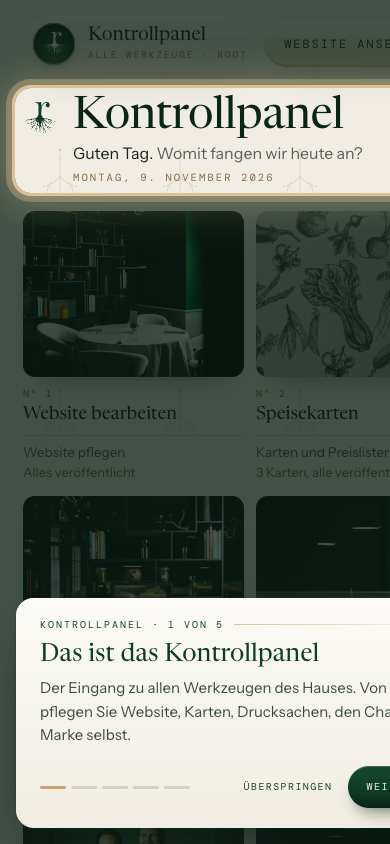 Kontrollpanel
ALLE WERKZEUGE · ROOT
WEBSITE ANSE
Kontrollpanel
Guten Tag. Womit fangen wir heute an?
MONTAG, 9. NOVEMBER 2026
N° 1
Website bearbeiten
Website pflegen
Alles veröffentlicht
N° 2
Speisekarten
Karten und Preislisten
3 Karten, alle veröffent
KONTROLLPANEL · 1 VON 5
Das ist das Kontrollpanel
Der Eingang zu allen Werkzeugen des Hauses. Von
pflegen Sie Website, Karten, Drucksachen, den Cha
Marke selbst.
ÜBERSPRINGEN
WEI